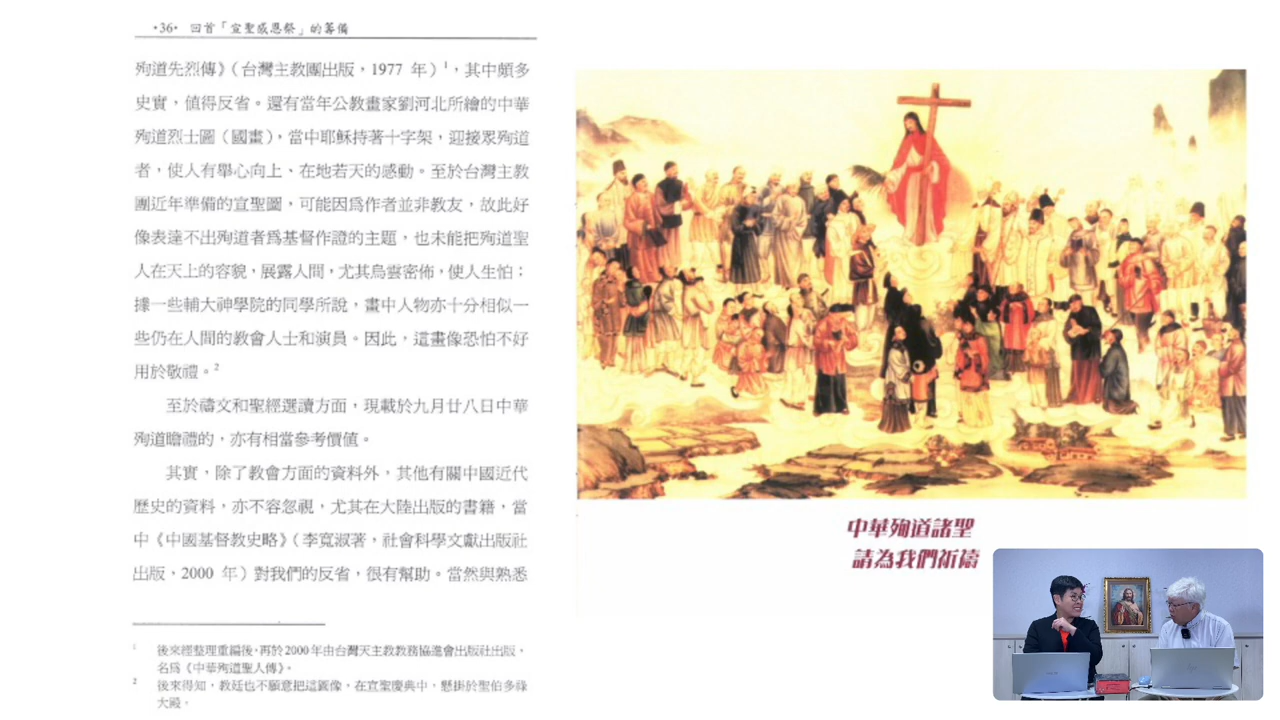 •36• 回首「宣聖感恩祭」的籌備
殉道先烈傳》（台灣主教團出版，1977 年）1，其中頗多
史實，值得反省。還有當年公教畫家劉河北所繪的中華
殉道烈士圖（國畫），當中耶穌持著十字架，迎接眾殉道
者，使人有舉心向上、在地若天的感動。至於台灣主教
團近年準備的宣聖圖，可能因爲作者並非教友，故此好
像表達不出殉道者爲基督作證的主題，也未能把殉道聖
人在天上的容貌，展露人間，尤其烏雲密佈，使人生怕；
據一些輔大神學院的同學所說，畫中人物亦十分相似一
些仍在人間的教會人士和演員。因此，這畫像恐怕不好
用於敬禮。2
至於禱文和聖經選讀方面，現載於九月廿八日中華
殉道瞻禮的，亦有相當參考價值。
其實，除了教會方面的資料外，其他有關中國近代
歷史的資料，亦不容忽視，尤其在大陸出版的書籍，當
中《中國基督教史略》（李寬淑著，社會科學文獻出版社
出版、2000 年）對我們的反省，很有幫助。當然與熟悉
1 後來經整理重編後，再於2000年由台灣天主教教務協進會出版社出版，
名爲《中華殉道聖人傳》。
2 後來得知，教廷也不願意把這圖像，在宣聖慶典中，懸掛於聖伯多祿
大殿。
中華殉道諸聖
請為我們祈禱